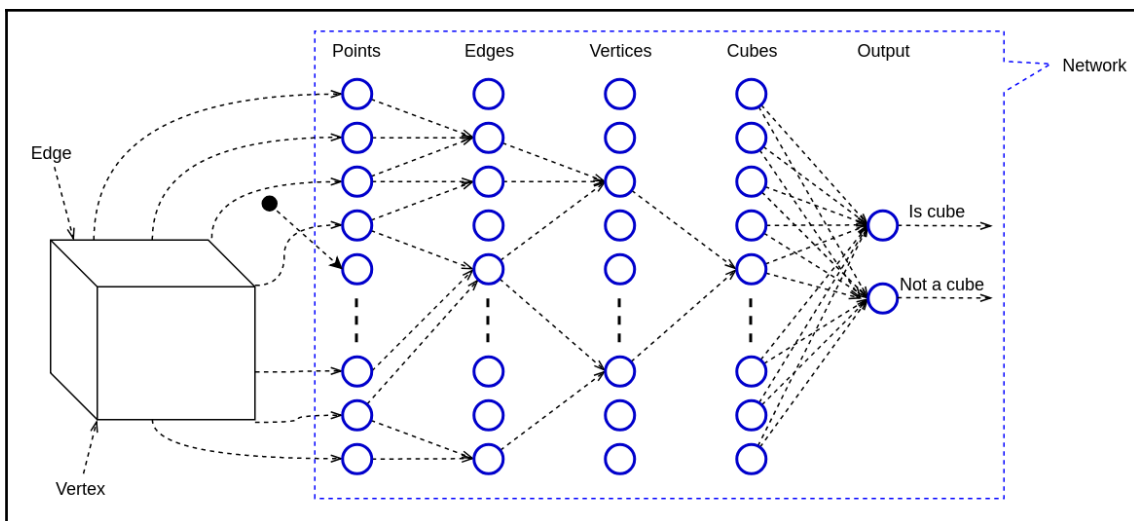 Points
Edges
Vertices
Cubes
Output
Network
Edge
Is cube
Not a cube
Vertex